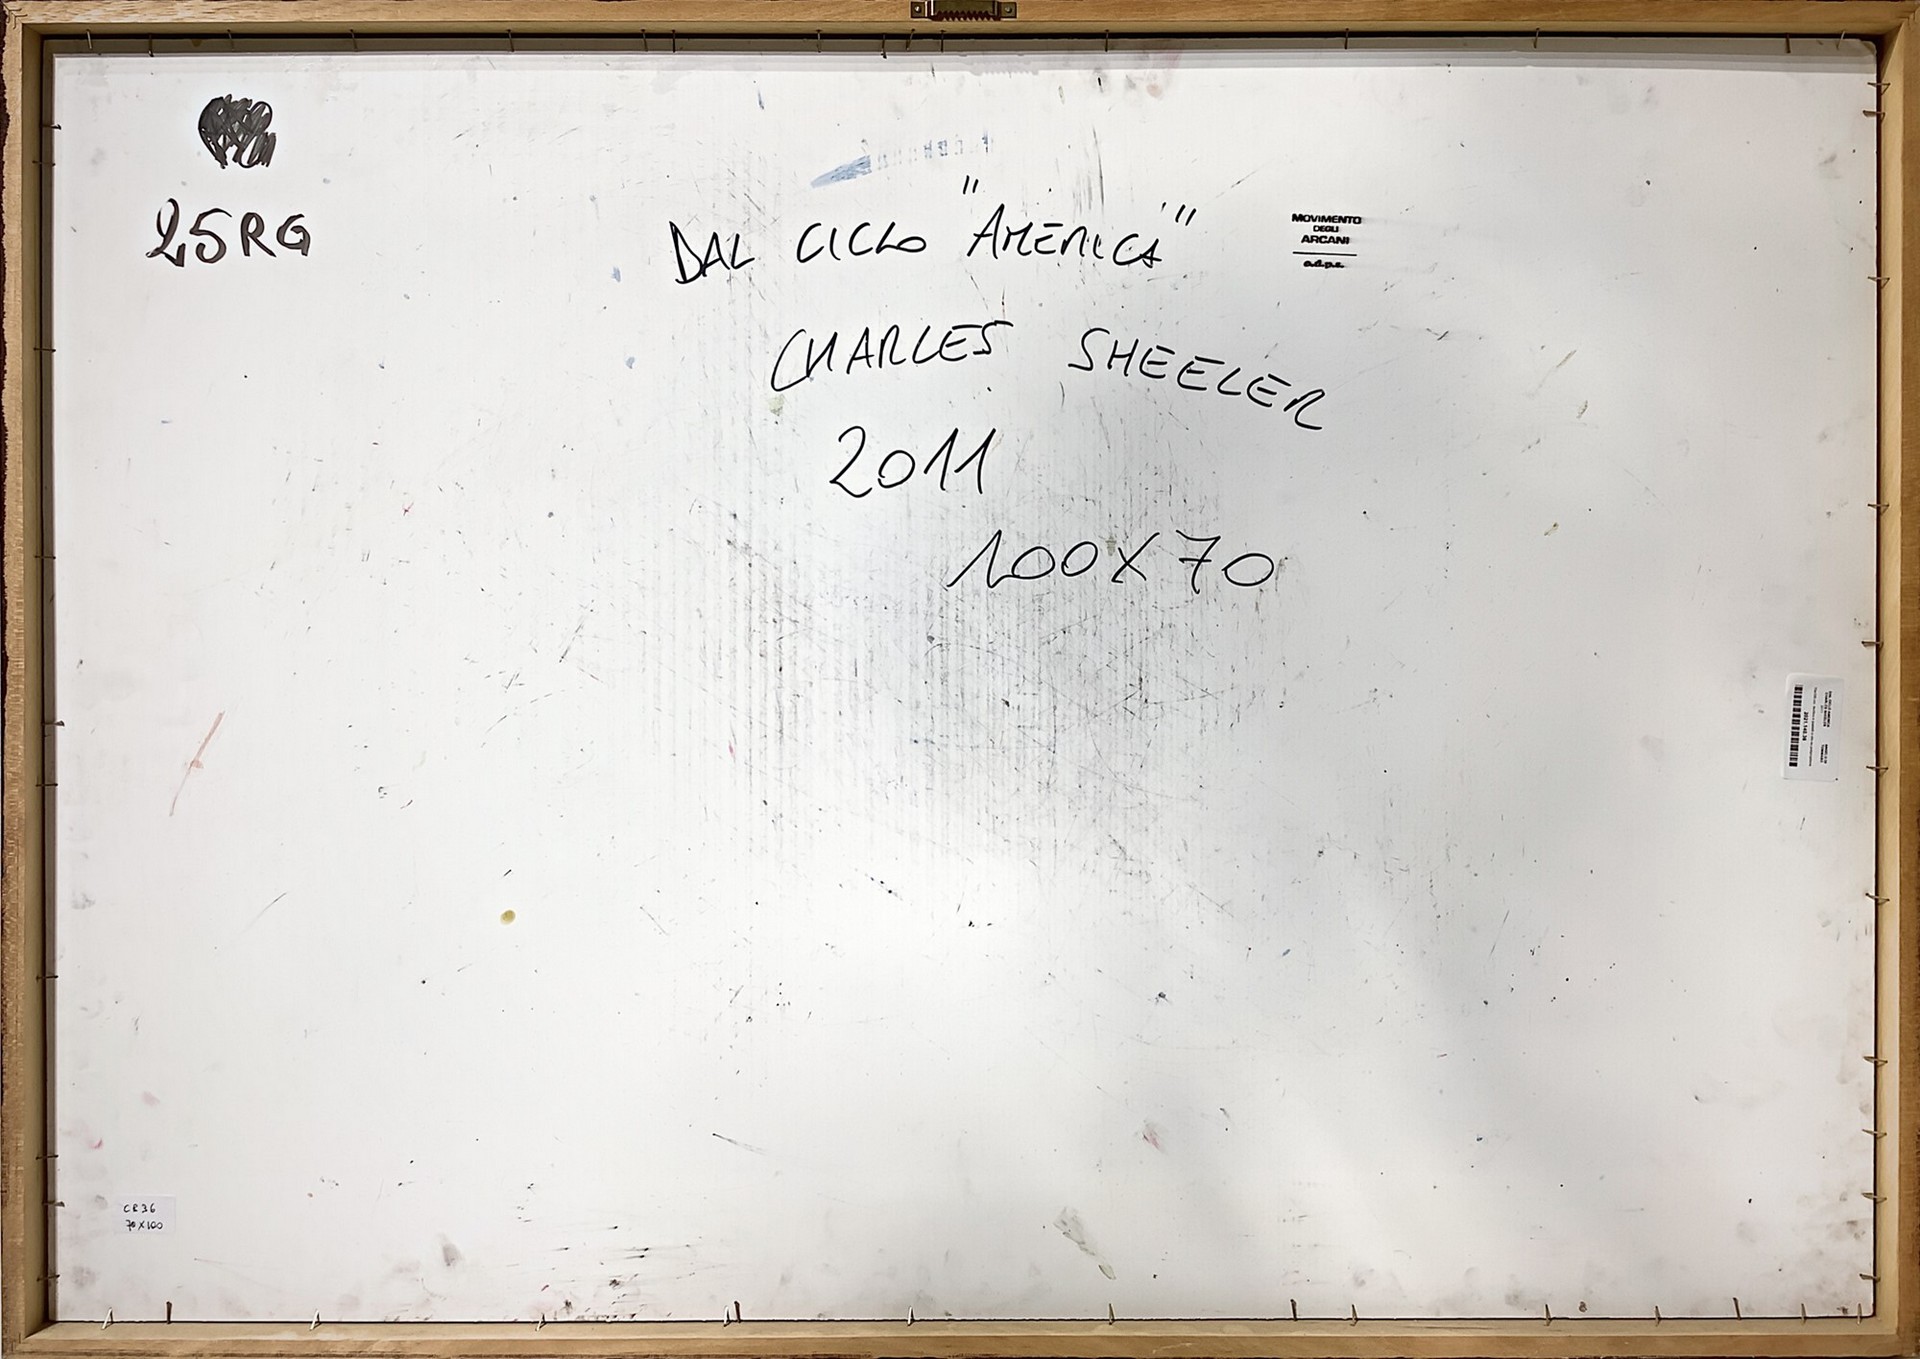 25RG
DAL CICLO "AMERICA"
MOVIMENTO
DEGLI
ARCANI
CHARLES SHEELER
2011
100X70
CR36
70X100